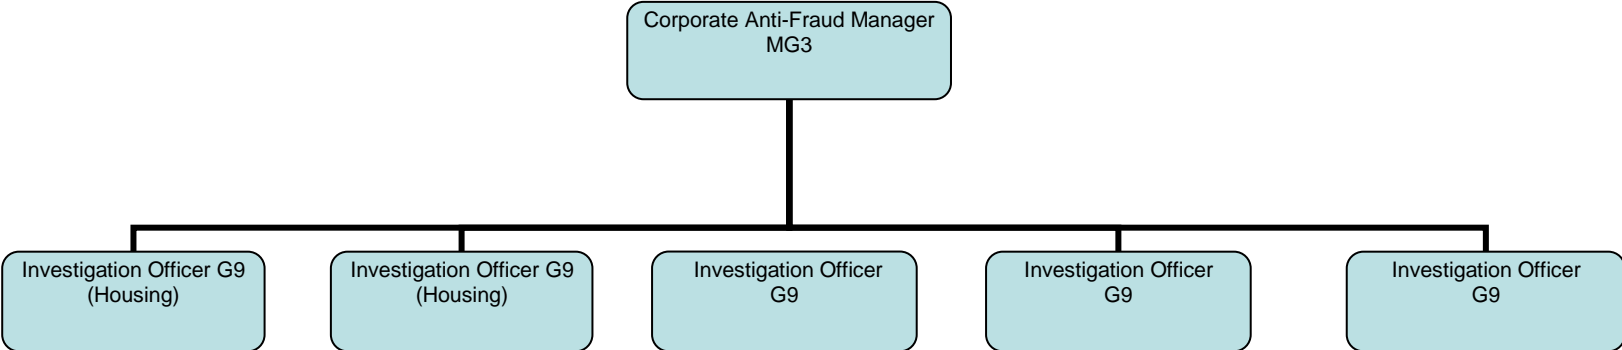 Corporate Anti-Fraud Manager
MG3
Investigation Officer G9
(Housing)
Investigation Officer G9
(Housing)
Investigation Officer
G9
Investigation Officer
G9
Investigation Officer
G9